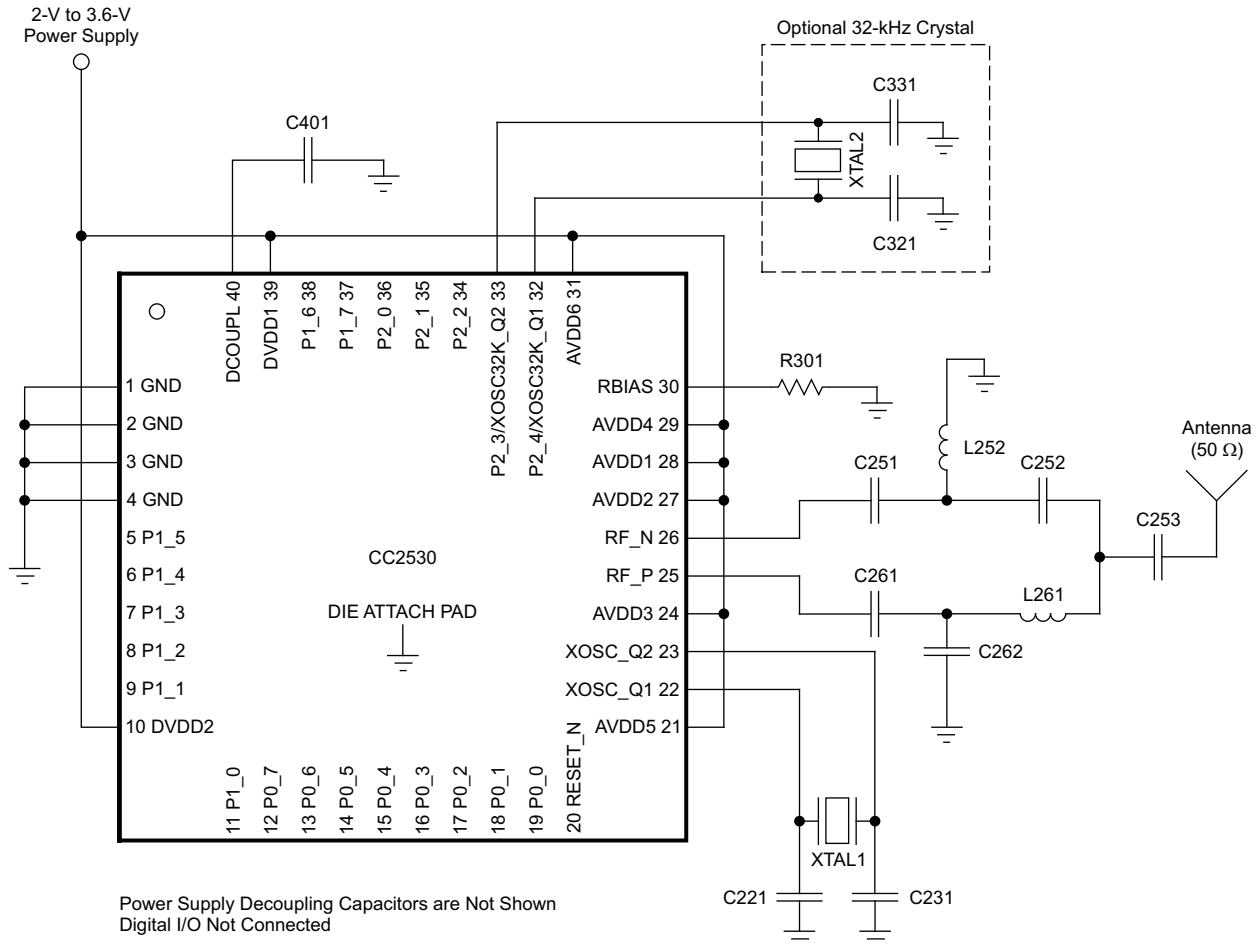 2-V to 3.6-V
Power Supply
Optional 32-kHz Crystal
C331
XTAL2
C321
C401
DCOUPL 40
DVDD1 39
P1_6 38
P1_7 37
P2_0 36
P2_1 35
P2_2 34
P2_3/XOSC32K_Q2 33
P2_4/XOSC32K_Q1 32
AVDD6 31
1 GND
2 GND
3 GND
4 GND
5 P1_5
6 P1_4
7 P1_3
8 P1_2
9 P1_1
10 DVDD2
CC2530
DIE ATTACH PAD
RBIAS 30
AVDD4 29
AVDD1 28
AVDD2 27
RF_N 26
RF_P 25
AVDD3 24
XOSC_Q2 23
XOSC_Q1 22
AVDD5 21
11 P1_0
12 P0_7
13 P0_6
14 P0_5
15 P0_4
16 P0_3
17 P0_2
18 P0_1
19 P0_0
20 RESET_N
R301
L252
C251
C252
Antenna
(50 Ω)
C253
C261
L261
C262
XTAL1
C221
C231
Power Supply Decoupling Capacitors are Not Shown
Digital I/O Not Connected